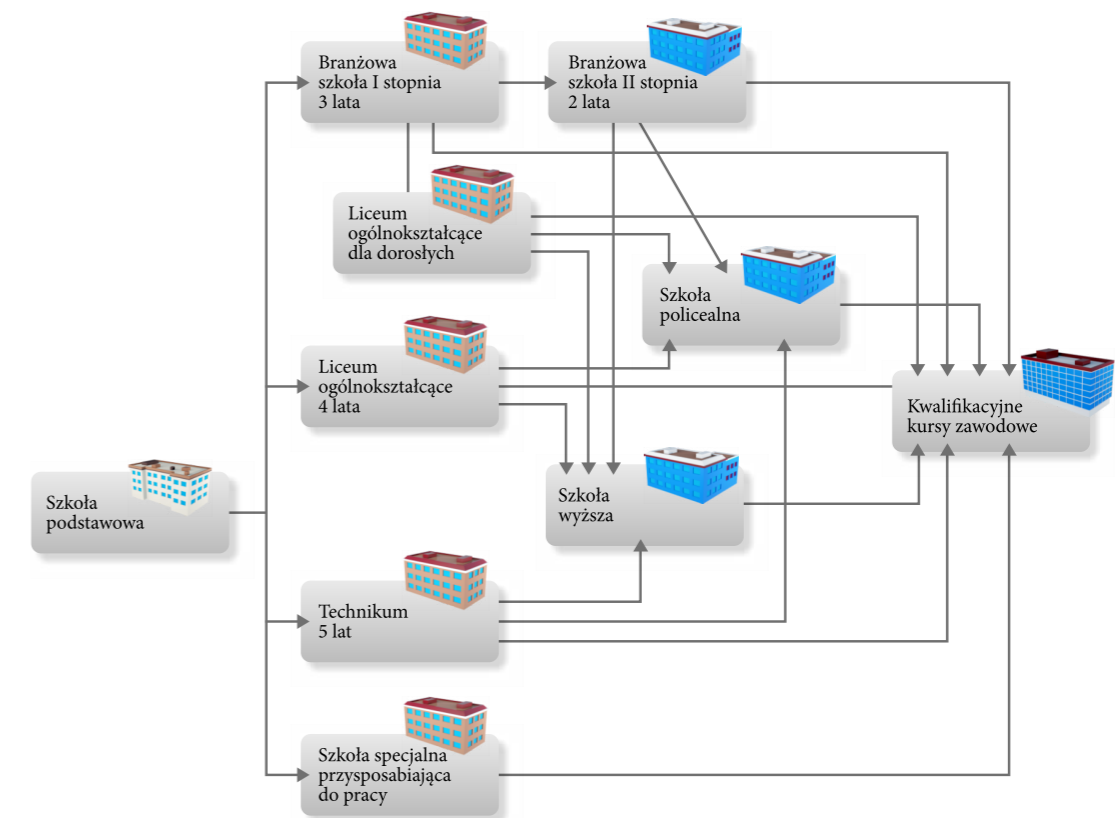 Branżowa
szkoła I stopnia
3 lata
Branżowa
szkoła II stopnia
2 lata
Liceum
ogólnokształcące
dla dorosłych
Szkoła
policealna
Liceum
ogólnokształcące
4 lata
Kwalifikacyjne
kursy zawodowe
Szkoła
podstawowa
Szkoła
wyższa
Technikum
5 lat
Szkoła specjalna
przysposabiająca
do pracy